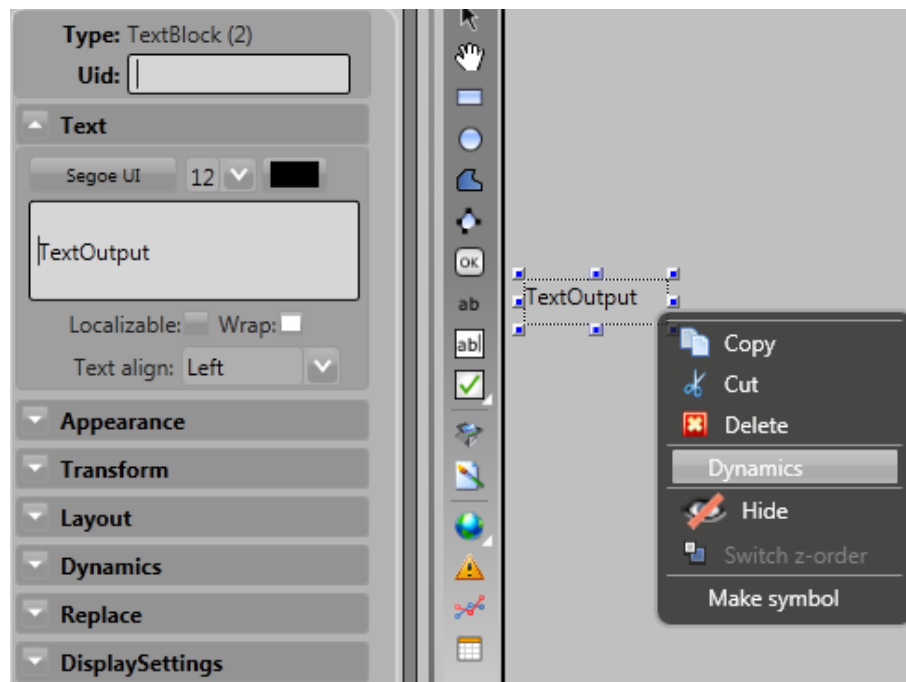 Type: TextBlock (2)
Uid:
Text
Segoe UI 12
TextOutput
Localizable: Wrap:
Text align: Left
Appearance
Transform
Layout
Dynamics
Replace
DisplaySettings
OK
ab
ab
TextOutput
Copy
Cut
Delete
Dynamics
Hide
Switch z-order
Make symbol